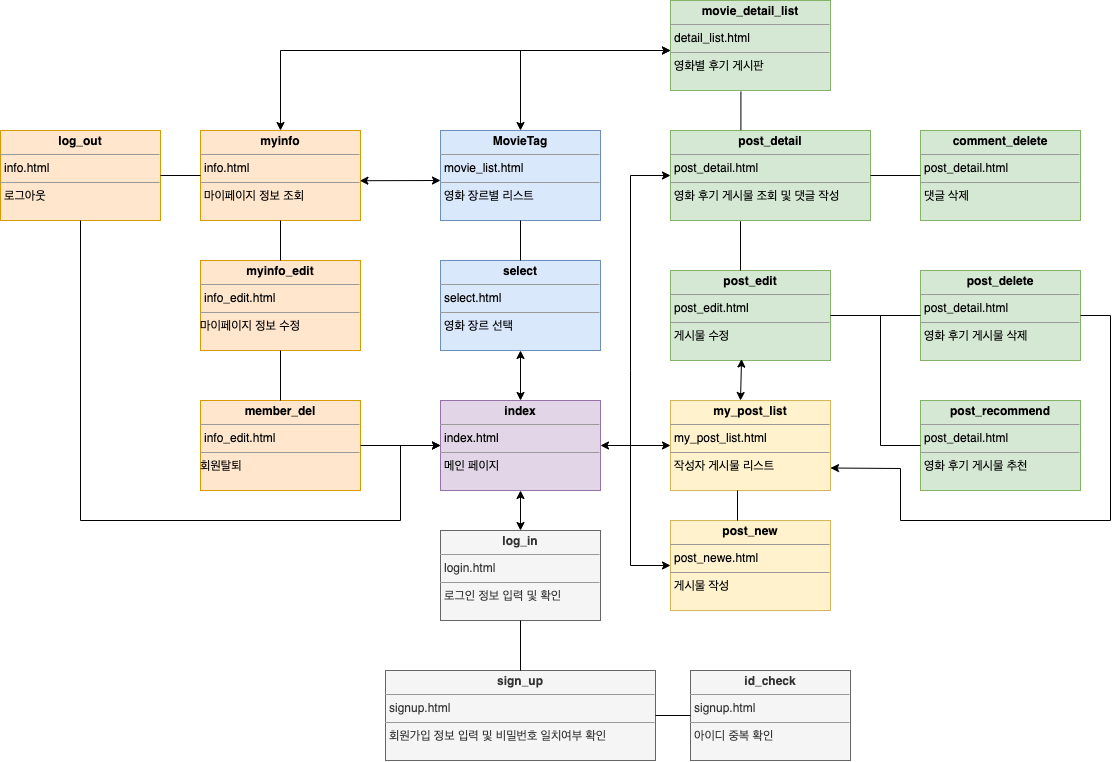 movie_detail_list
detail_list.html
영화별 후기 게시판
log_out
info.html
로그아웃
myinfo
info.html
마이페이지 정보 조회
MovieTag
movie_list.html
영화 장르별 리스트
post_detail
post_detail.html
영화 후기 게시물 조회 및 댓글 작성
comment_delete
post_detail.html
댓글 삭제
myinfo_edit
info_edit.html
마이페이지 정보 수정
select
select.html
영화 장르 선택
post_edit
post_edit.html
게시물 수정
post_delete
post_detail.html
영화 후기 게시물 삭제
member_del
info_edit.html
회원탈퇴
index
index.html
메인 페이지
my_post_list
my_post_list.html
작성자 게시물 리스트
post_recommend
post_detail.html
영화 후기 게시물 추천
log_in
login.html
로그인 정보 입력 및 확인
post_new
post_newe.html
게시물 작성
sign_up
signup.html
회원가입 정보 입력 및 비밀번호 일치여부 확인
id_check
signup.html
아이디 중복 확인